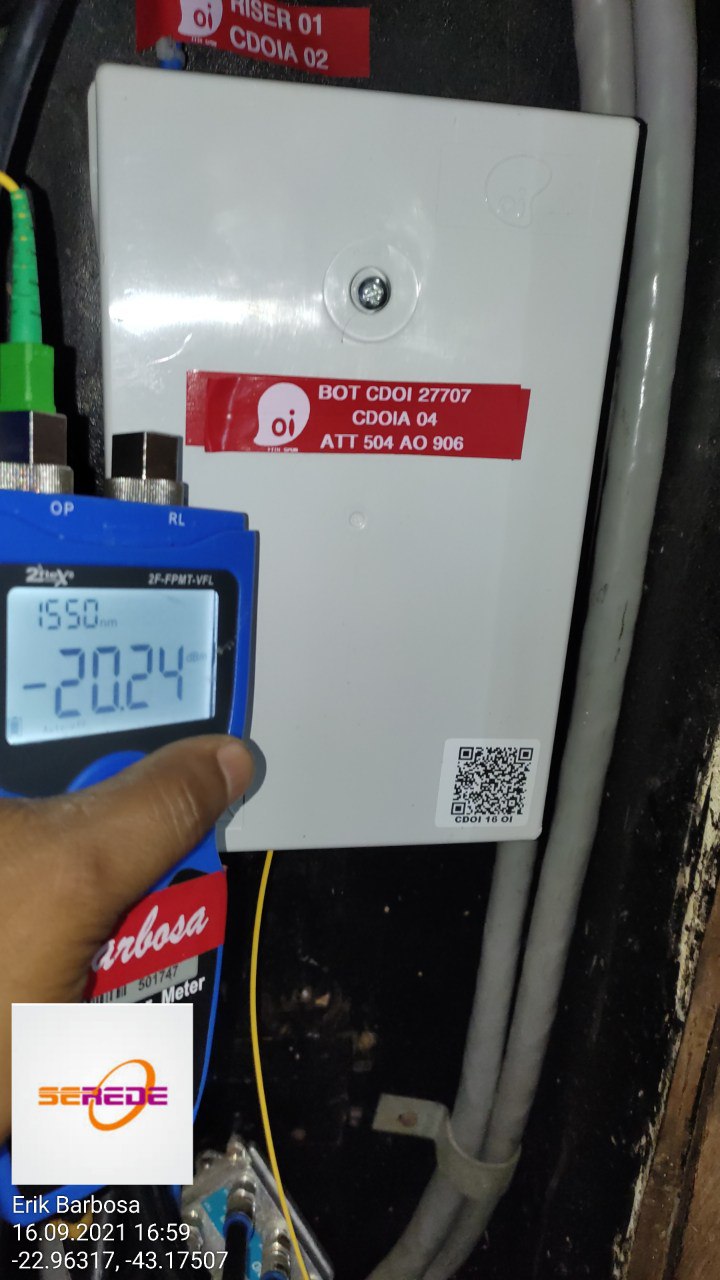 oi
RISER 01
CDOIA 02
oi
BOT CDOI 27707
oi
CDOIA 04
ATT 504 AO 906
OP
RL
2F-FPMT-VFL
1550nm
-20.24 dBm
CDOI 16 OI
arbosa
501747
Meter
SEREDE
Erik Barbosa
16.09.2021 16:59
-22.96317, -43.17507